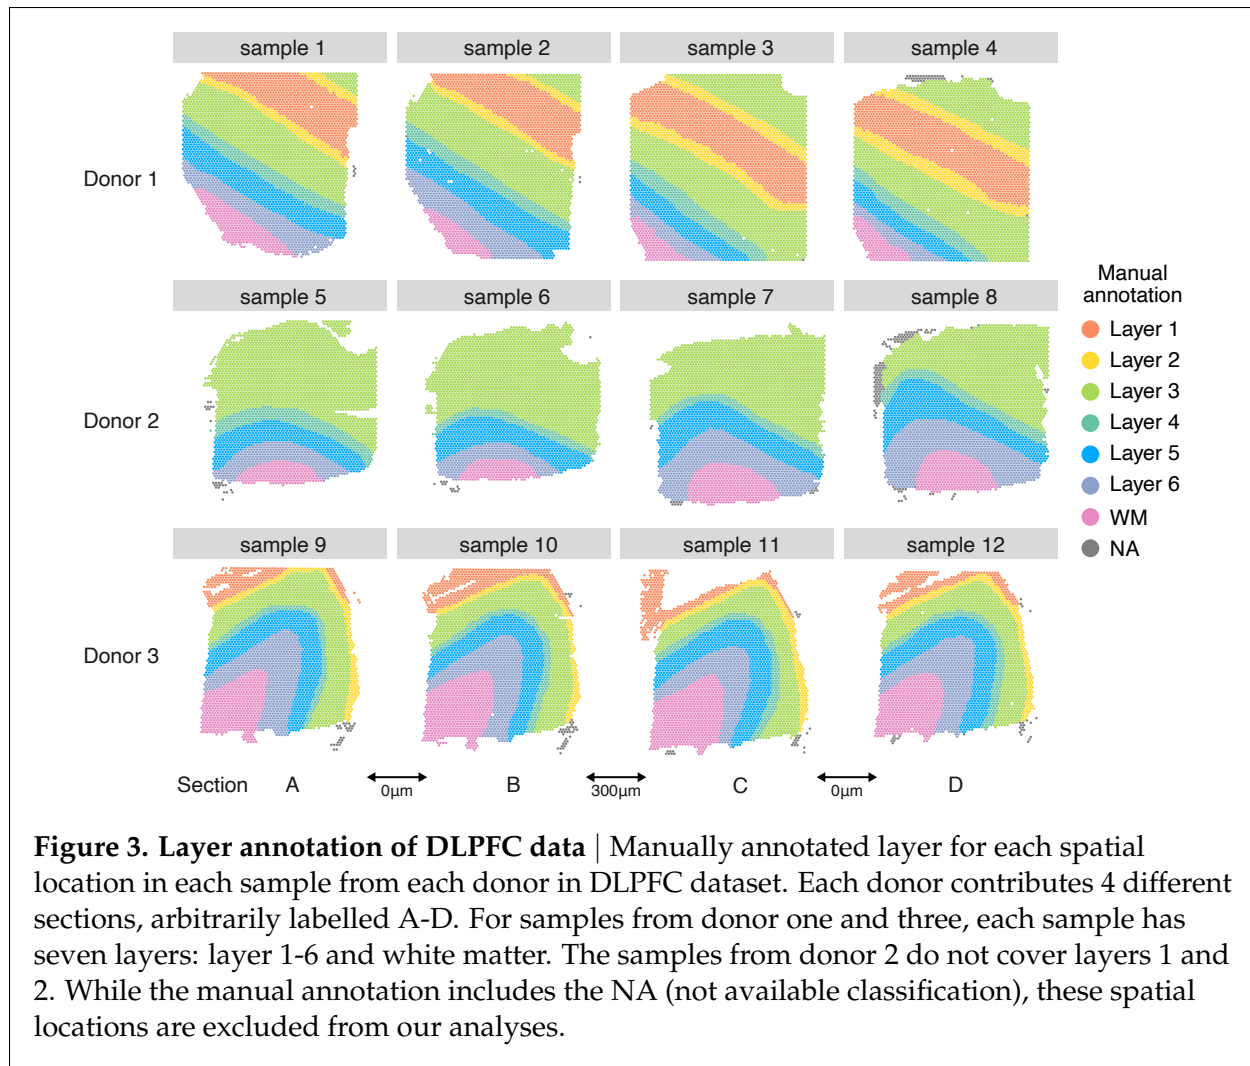 sample 1 sample 2 sample 3 sample 4
Donor 1
sample 5 sample 6 sample 7 sample 8
Donor 2
sample 9 sample 10 sample 11 sample 12
Donor 3
Section A 0µm B 300µm C 0µm D
Manual
annotation
Layer 1
Layer 2
Layer 3
Layer 4
Layer 5
Layer 6
WM
NA
Figure 3. Layer annotation of DLPFC data | Manually annotated layer for each spatial
location in each sample from each donor in DLPFC dataset. Each donor contributes 4 different
sections, arbitrarily labelled A-D. For samples from donor one and three, each sample has
seven layers: layer 1-6 and white matter. The samples from donor 2 do not cover layers 1 and
2. While the manual annotation includes the NA (not available classification), these spatial
locations are excluded from our analyses.